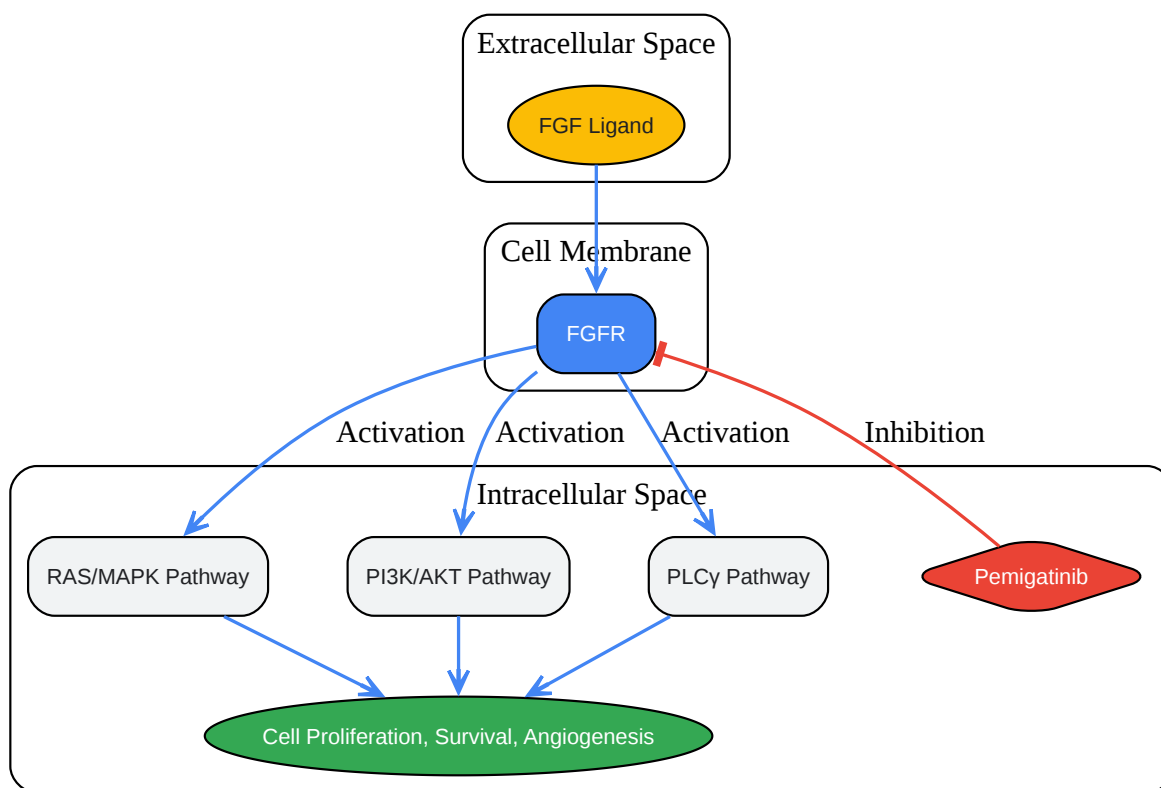 Extracellular Space
FGF Ligand
Cell Membrane
FGFR
Activation
Activation
Activation
Inhibition
Intracellular Space
RAS/MAPK Pathway
PI3K/AKT Pathway
PLCγ Pathway
Pemigatinib
Cell Proliferation, Survival, Angiogenesis